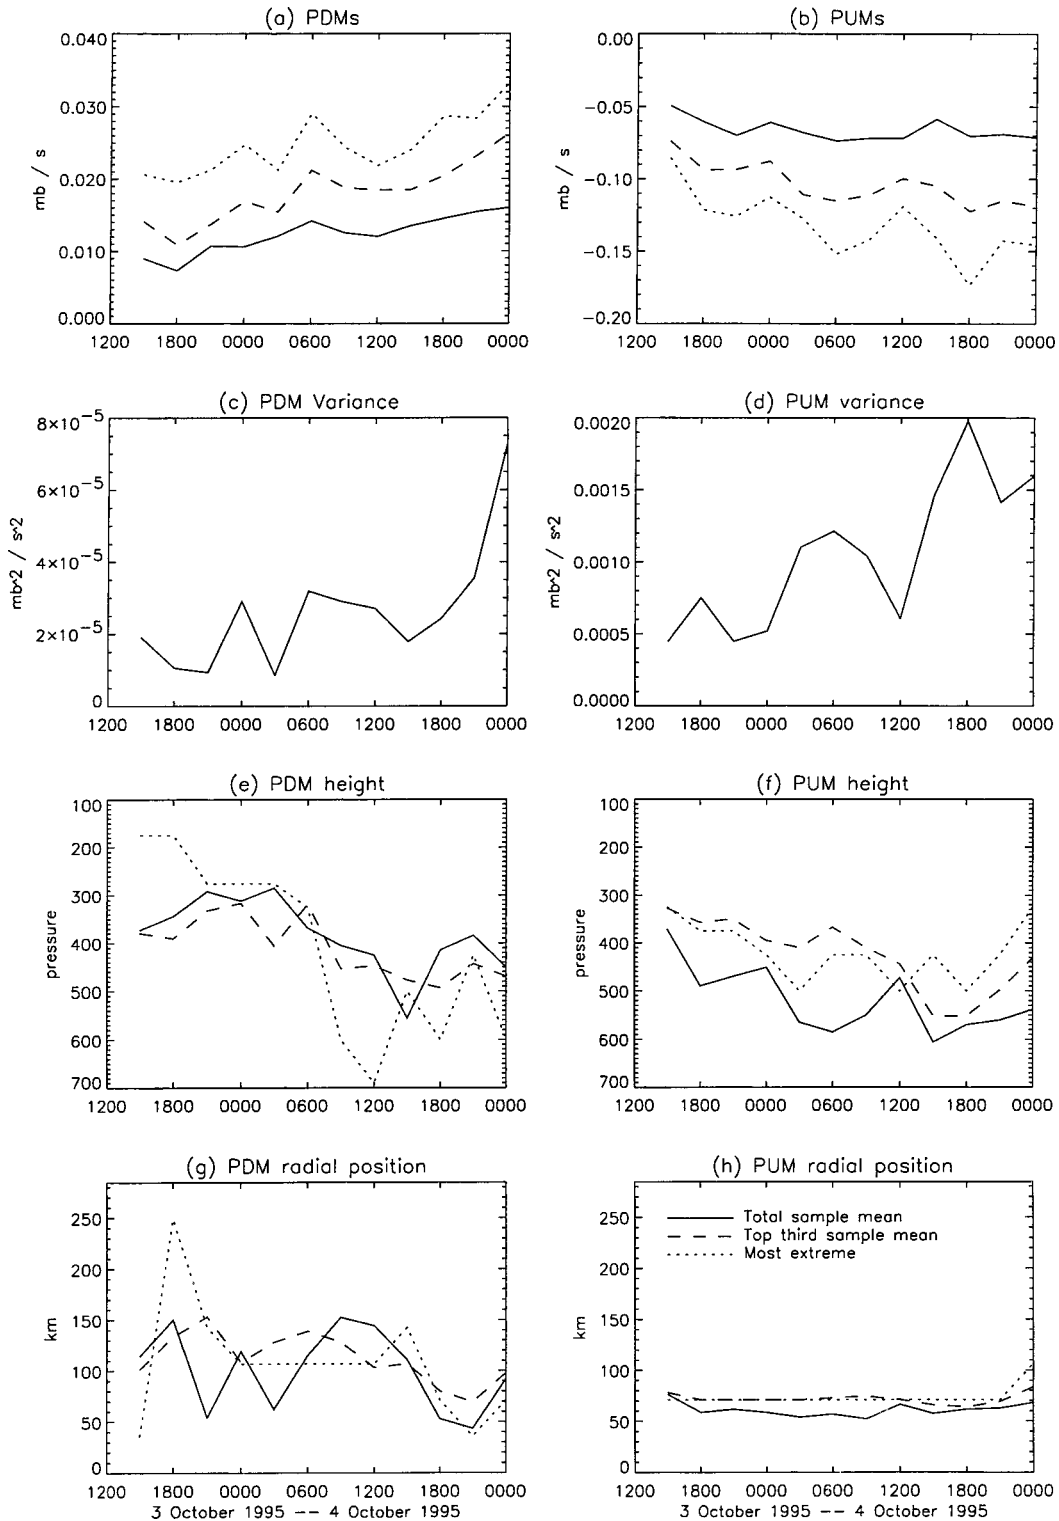 (a) PDMs
(b) PUMs
0.040
0.030
0.020
0.010
0.000
mb / s
1200 1800 0000 0600 1200 1800 0000
0.00
−0.05
−0.10
−0.15
−0.20
mb / s
1200 1800 0000 0600 1200 1800 0000
(c) PDM Variance
(d) PUM variance
8×10−5
6×10−5
4×10−5
2×10−5
0
mb^2 / s^2
1200 1800 0000 0600 1200 1800 0000
0.0020
0.0015
0.0010
0.0005
0.0000
mb^2 / s^2
1200 1800 0000 0600 1200 1800 0000
(e) PDM height
(f) PUM height
100
200
300
400
500
600
700
pressure
1200 1800 0000 0600 1200 1800 0000
100
200
300
400
500
600
700
pressure
1200 1800 0000 0600 1200 1800 0000
(g) PDM radial position
(h) PUM radial position
250
200
150
100
50
0
km
1200 1800 0000 0600 1200 1800 0000
3 October 1995 –– 4 October 1995
250
200
150
100
50
0
km
Total sample mean
Top third sample mean
Most extreme
1200 1800 0000 0600 1200 1800 0000
3 October 1995 –– 4 October 1995